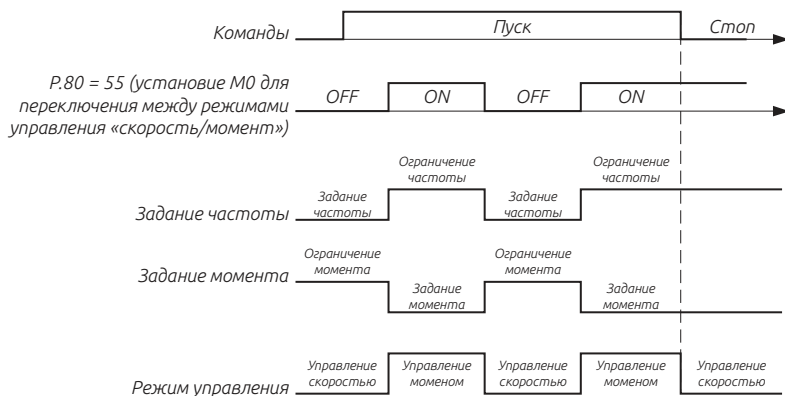 Команды
Пуск
Стоп
P.80 = 55 (установие M0 для
переключения между режимами
управления «скорость/момент»)
OFF
ON
OFF
ON
Задание частоты
Задание
частоты
Ограничение
частоты
Задание
частоты
Ограничение
частоты
Задание момента
Ограничение
момента
Задание
момента
Ограничение
момента
Задание
момента
Режим управления
Управление
скоростью
Управление
моменом
Управление
скоростью
Управление
моменом
Управление
скоростью